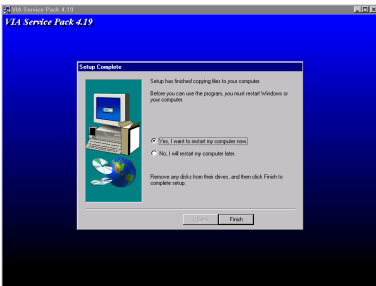 VIA Service Pack 4.19
VIA Service Pack 4.19
Setup Complete
Setup has finished copying files to your computer.
Before you can use the program, you must restart Windows or
your computer.
Yes, I want to restart my computer now.
No, I will restart my computer later.
Remove any disks from their drives, and then click Finish to
complete setup.
< Back
Finish